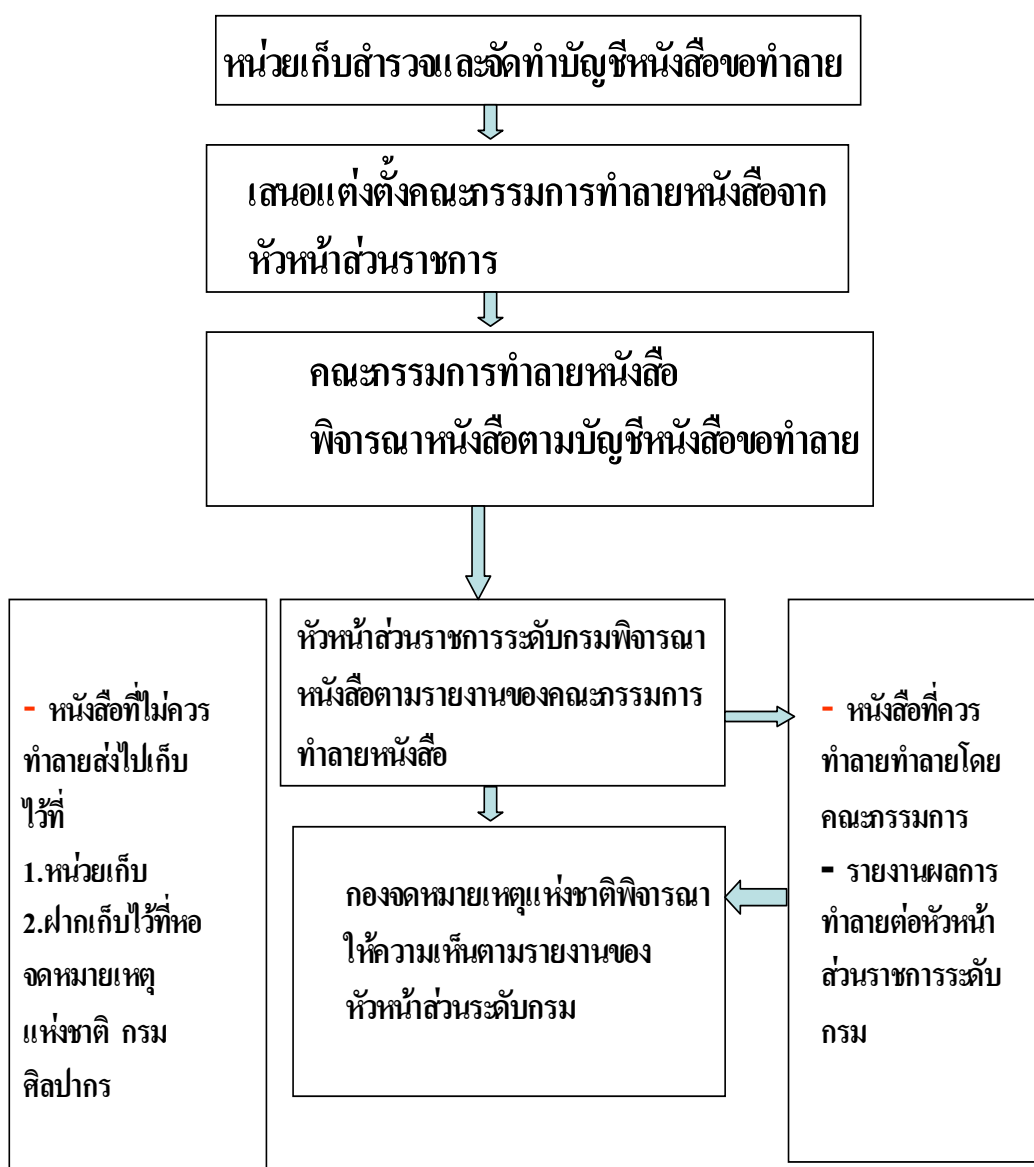 หน่วยเก็บสำรวจและจัดทำบัญชีหนังสือขอทำลาย
เสนอแต่งตั้งคณะกรรมการทำลายหนังสือจาก
หัวหน้าส่วนราชการ
คณะกรรมการทำลายหนังสือ
พิจารณาหนังสือตามบัญชีหนังสือขอทำลาย
- หนังสือที่ไม่ควร
ทำลายส่งไปเก็บ
ไว้ที่
1.หน่วยเก็บ
2.ฝากเก็บไว้ที่หอ
จดหมายเหตุ
แห่งชาติ กรม
ศิลปากร
หัวหน้าส่วนราชการระดับกรมพิจารณา
หนังสือตามรายงานของคณะกรรมการ
ทำลายหนังสือ
กองจดหมายเหตุแห่งชาติพิจารณา
ให้ความเห็นตามรายงานของ
หัวหน้าส่วนระดับกรม
- หนังสือที่ควร
ทำลายทำลายโดย
คณะกรรมการ
- รายงานผลการ
ทำลายต่อหัวหน้า
ส่วนราชการระดับ
กรม